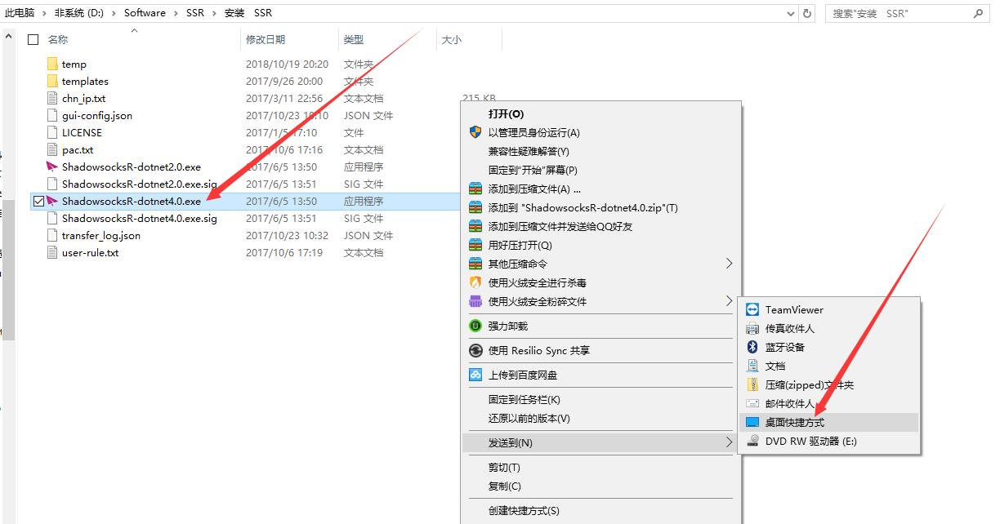 此电脑 > 非系统 (D:) > Software > SSR > 安装 SSR
搜索"安装 SSR"
名称 修改日期 类型 大小
temp 2018/10/19 20:20 文件夹
templates 2017/9/26 20:00 文件夹
chn_ip.txt 2017/3/11 22:56 文本文档 215 KB
gui-config.json 2017/10/23 10:10 JSON 文件
LICENSE 2017/1/5 17:10 文件
pac.txt 2017/10/6 17:16 文本文档
ShadowsocksR-dotnet2.0.exe 2017/6/5 13:50 应用程序
ShadowsocksR-dotnet2.0.exe.sig 2017/6/5 13:51 SIG 文件
ShadowsocksR-dotnet4.0.exe 2017/6/5 13:50 应用程序
ShadowsocksR-dotnet4.0.exe.sig 2017/6/5 13:51 SIG 文件
transfer_log.json 2017/10/23 10:32 JSON 文件
user-rule.txt 2017/10/6 17:19 文本文档
打开(O)
以管理员身份运行(A)
兼容性疑难解答(Y)
固定到"开始"屏幕(P)
添加到压缩文件(A) ...
添加到 "ShadowsocksR-dotnet4.0.zip"(T)
添加到压缩文件并发送给QQ好友
用好压打开(Q)
其他压缩命令
使用火绒安全进行杀毒
使用火绒安全粉碎文件
强力卸载
使用 Resilio Sync 共享
上传到百度网盘
固定到任务栏(K)
还原以前的版本(V)
发送到(N)
剪切(T)
复制(C)
创建快捷方式(S)
TeamViewer
传真收件人
蓝牙设备
文档
压缩(zipped)文件夹
邮件收件人
桌面快捷方式
DVD RW 驱动器 (E:)